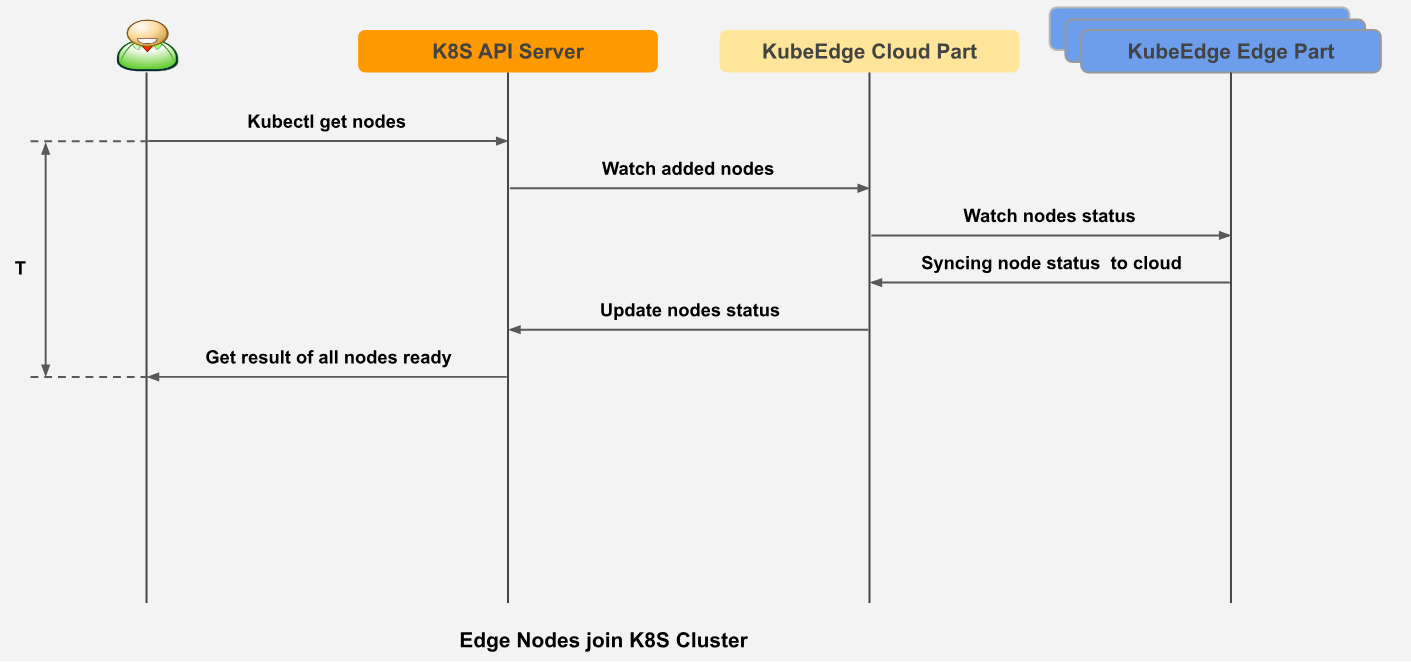 K8S API Server
KubeEdge Cloud Part
KubeEdge Edge Part
Kubectl get nodes
Watch added nodes
Watch nodes status
T
Syncing node status  to cloud
Update nodes status
Get result of all nodes ready
Edge Nodes join K8S Cluster